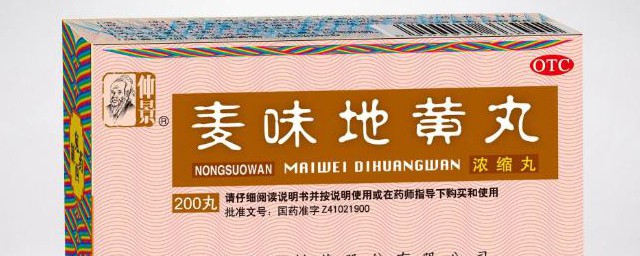 OTC
仲景
麦味地黄丸
NONGSUOWAN MAIWEI DIHUANGWAN 浓缩丸
200丸 请仔细阅读说明书并按说明使用或在药师指导下购买和使用
批准文号：国药准字Z41021900